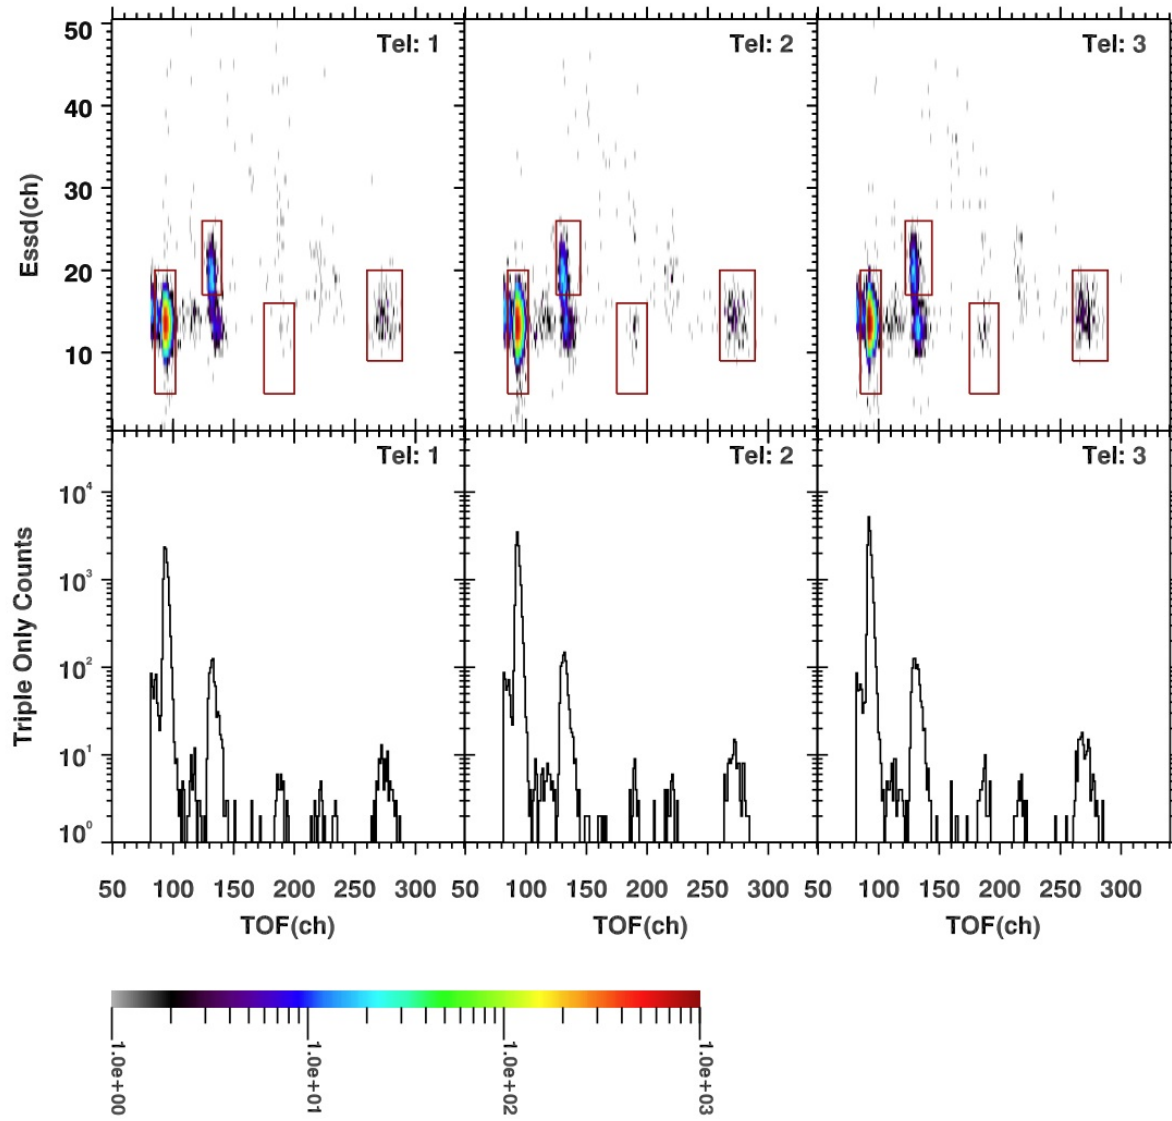 Tel: 1 Tel: 2 Tel: 3
50
40
30
20
10
Essd(ch)
Tel: 1 Tel: 2 Tel: 3
10⁴
10³
10²
10¹
10⁰
Triple Only Counts
50 100 150 200 250 300 50 100 150 200 250 300 50 100 150 200 250 300
TOF(ch) TOF(ch) TOF(ch)
1.0e+00 1.0e+01 1.0e+02 1.0e+03